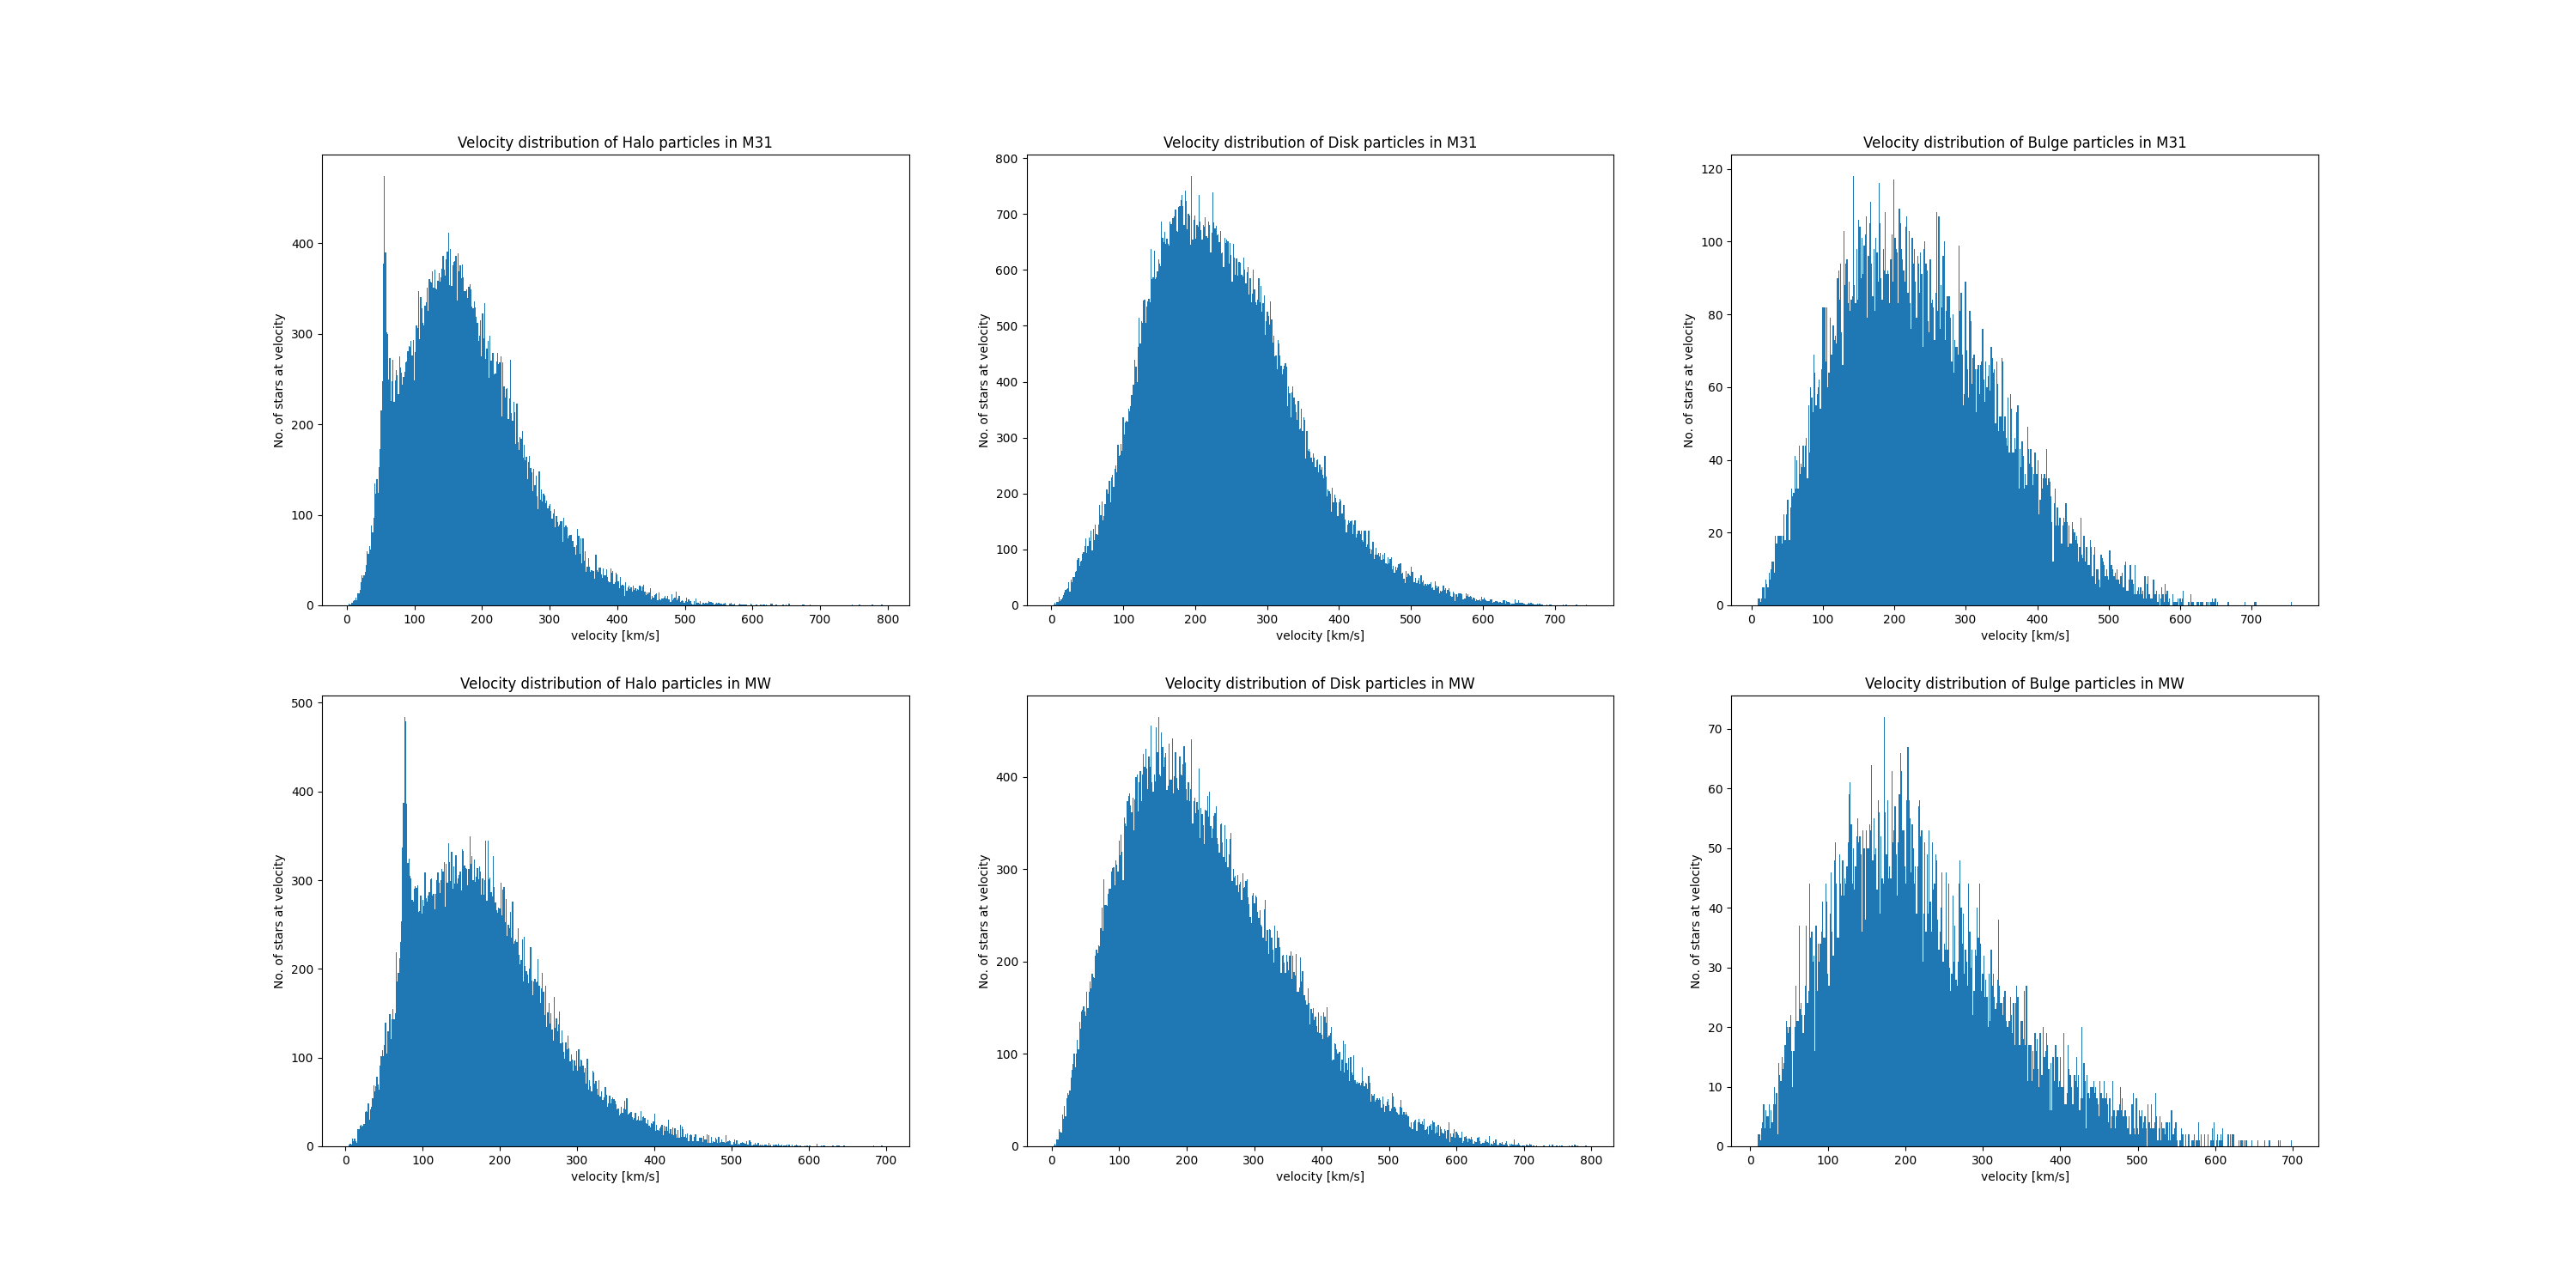 Velocity distribution of Halo particles in M31
400
300
200
100
0
No. of stars at velocity
0 100 200 300 400 500 600 700 800
velocity [km/s]
Velocity distribution of Disk particles in M31
800
700
600
500
400
300
200
100
0
No. of stars at velocity
0 100 200 300 400 500 600 700
velocity [km/s]
Velocity distribution of Bulge particles in M31
120
100
80
60
40
20
0
No. of stars at velocity
0 100 200 300 400 500 600 700
velocity [km/s]
Velocity distribution of Halo particles in MW
500
400
300
200
100
0
No. of stars at velocity
0 100 200 300 400 500 600 700
velocity [km/s]
Velocity distribution of Disk particles in MW
400
300
200
100
0
No. of stars at velocity
0 100 200 300 400 500 600 700 800
velocity [km/s]
Velocity distribution of Bulge particles in MW
70
60
50
40
30
20
10
0
No. of stars at velocity
0 100 200 300 400 500 600 700
velocity [km/s]